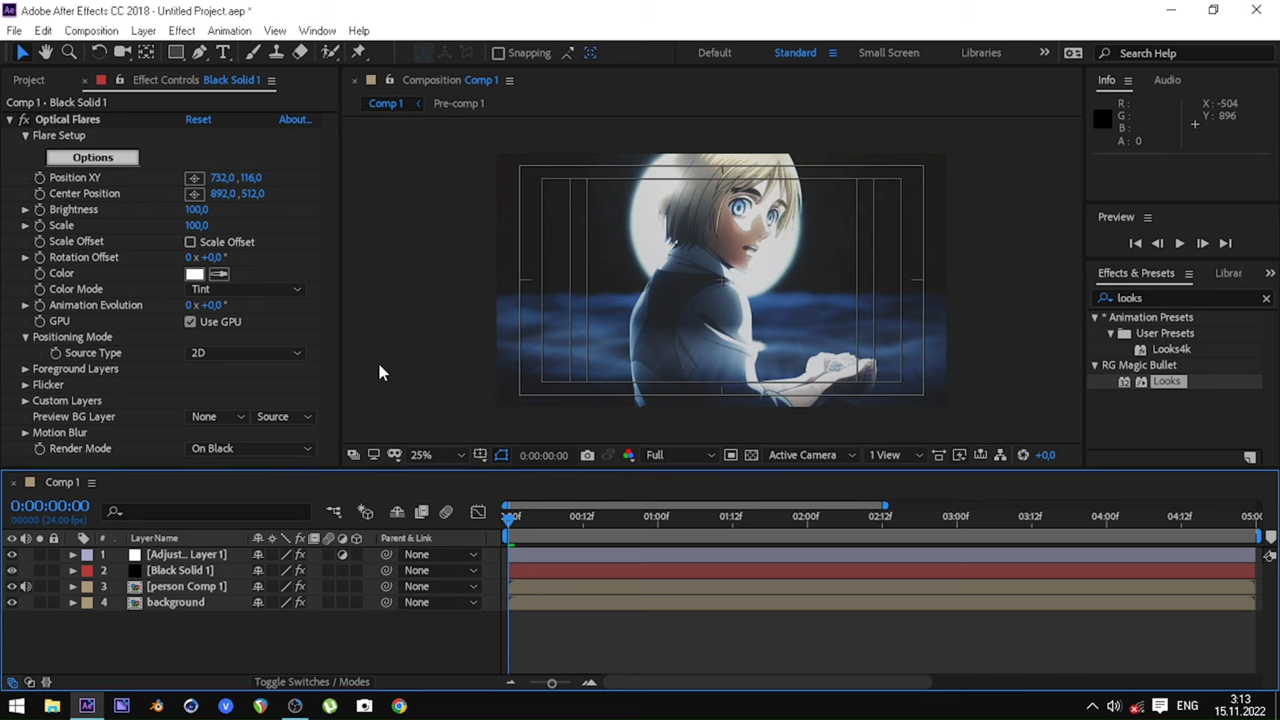 Adobe After Effects CC 2018 - Untitled Project.aep *
File Edit Composition Layer Effect Animation View Window Help
Snapping Default Standard Small Screen Libraries Search Help
Project Effect Controls Black Solid 1
Comp 1 • Black Solid 1
Optical Flares Reset About...
Flare Setup
Options
Position XY 732,0 ,116,0
Center Position 892,0 ,512,0
Brightness 100,0
Scale 100,0
Scale Offset Scale Offset
Rotation Offset 0 x +0,0 °
Color
Color Mode Tint
Animation Evolution 0 x +0,0 °
GPU Use GPU
Positioning Mode
Source Type 2D
Foreground Layers
Flicker
Custom Layers
Preview BG Layer None Source
Motion Blur
Render Mode On Black
Composition Comp 1
Comp 1 Pre-comp 1
25% 0:00:00:00 Full Active Camera 1 View +0,0
Info Audio
R : X : -504
G : Y : 896
B :
A : 0
Preview
Effects & Presets Librar
looks
* Animation Presets
User Presets
Looks4k
RG Magic Bullet
Looks
Comp 1
0:00:00:00
00000 (24.00 fps)
:00f 00:12f 01:00f 01:12f 02:00f 02:12f 03:00f 03:12f 04:00f 04:12f 05:00
# Layer Name Parent & Link
1 [Adjust... Layer 1] None
2 [Black Solid 1] None
3 [person Comp 1] None
4 background None
Toggle Switches / Modes
ENG
3:13
15.11.2022